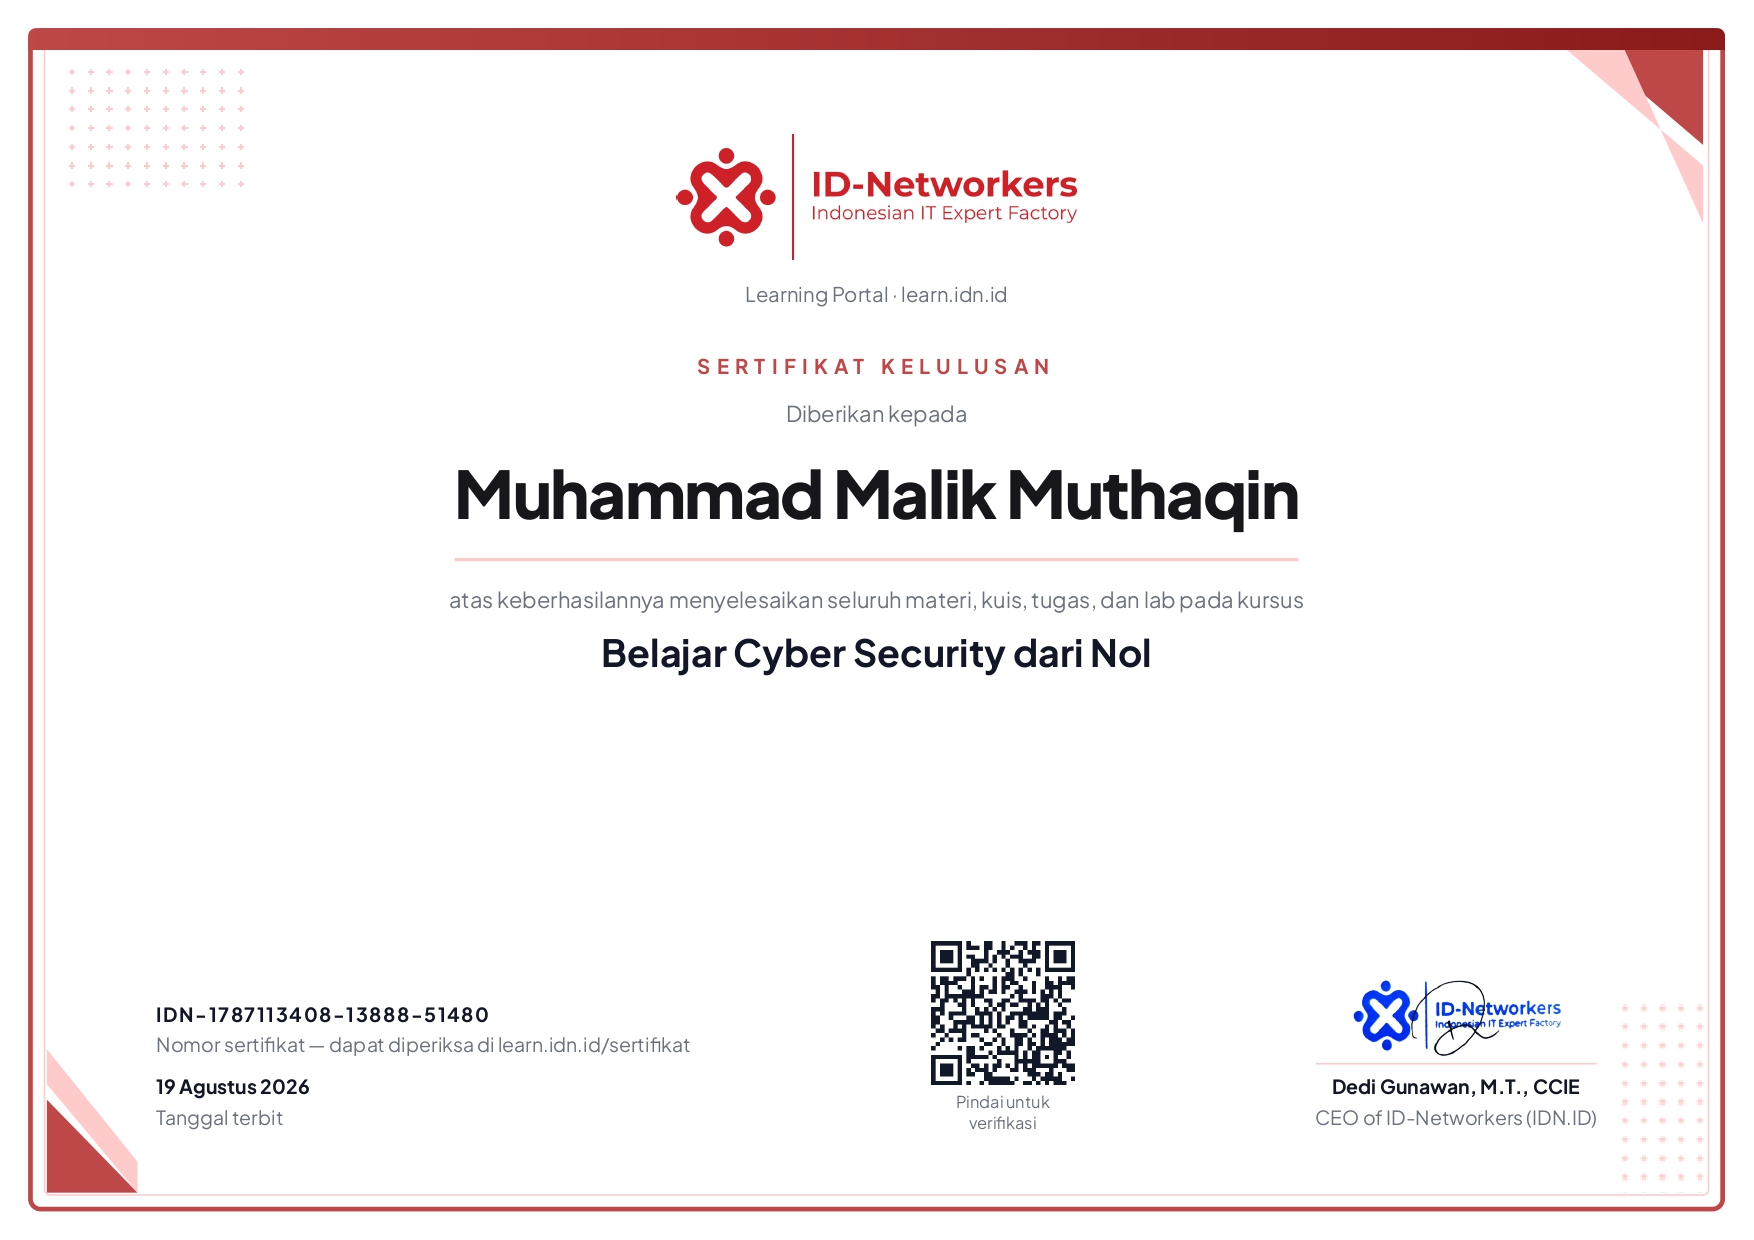 ID-Networkers
Indonesian IT Expert Factory
Learning Portal · learn.idn.id
SERTIFIKAT KELULUSAN
Diberikan kepada
Muhammad Malik Muthaqin
atas keberhasilannya menyelesaikan seluruh materi, kuis, tugas, dan lab pada kursus
Belajar Cyber Security dari Nol
IDN-1787113408-13888-51480
Nomor sertifikat — dapat diperiksa di learn.idn.id/sertifikat
19 Agustus 2026
Tanggal terbit
Pindai untuk
verifikasi
ID-Networkers
Indonesian IT Expert Factory
Dedi Gunawan, M.T., CCIE
CEO of ID-Networkers (IDN.ID)